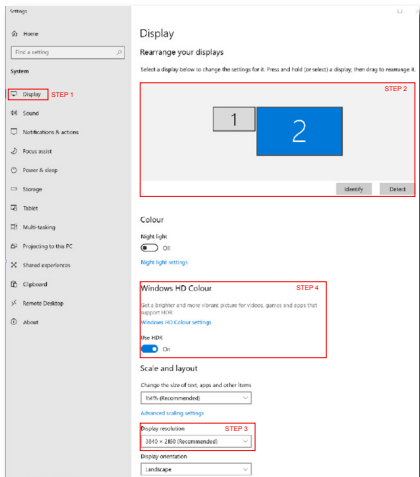 Settings
Home
Find a setting
System
Display STEP 1
Sound
Notifications & actions
Focus assist
Power & sleep
Storage
Tablet
Multi-tasking
Projecting to this PC
Shared experiences
Clipboard
Remote Desktop
About
Display
Rearrange your displays
Select a display below to change the settings for it. Press and hold (or select) a display, then drag to rearrange it.
STEP 2
1
2
Identify Detect
Colour
Night light
Off
Night light settings
Windows HD Colour STEP 4
Get a brighter and more vibrant picture for videos, games and apps that
support HDR.
Windows HD Colour settings
Use HDR
On
Scale and layout
Change the size of text, apps and other items
(Recommended)
Advanced scaling settings
Display resolution STEP 3
3840 × 2160 (Recommended)
Display orientation
Landscape